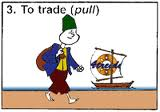 3. To trade (pull)